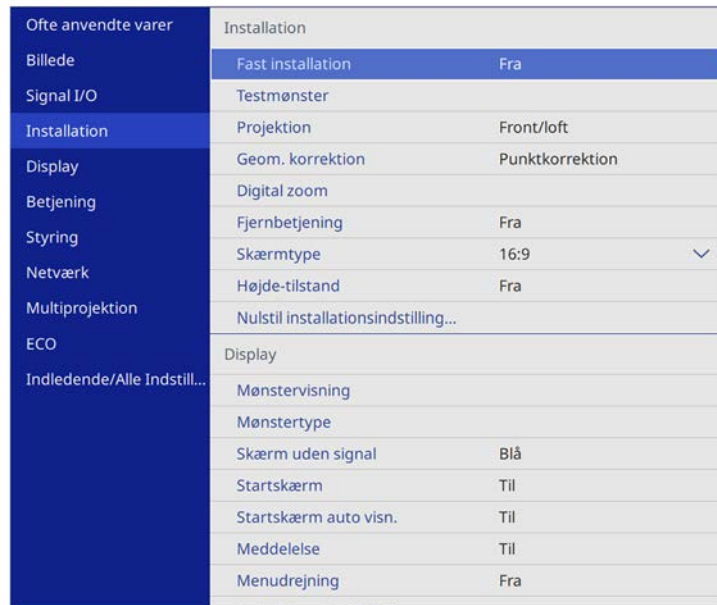 Ofte anvendte varer
Billede
Signal I/O
Installation
Display
Betjening
Styring
Netværk
Multiprojektion
ECO
Indledende/Alle Indstill...
Installation
Fast installation Fra
Testmønster
Projektion Front/loft
Geom. korrektion Punktkorrektion
Digital zoom
Fjernbetjening Fra
Skærmtype 16:9
Højde-tilstand Fra
Nulstil installationsindstilling...
Display
Mønstervisning
Mønstertype
Skærm uden signal Blå
Startskærm Til
Startskærm auto visn. Til
Meddelelse Til
Menudrejning Fra